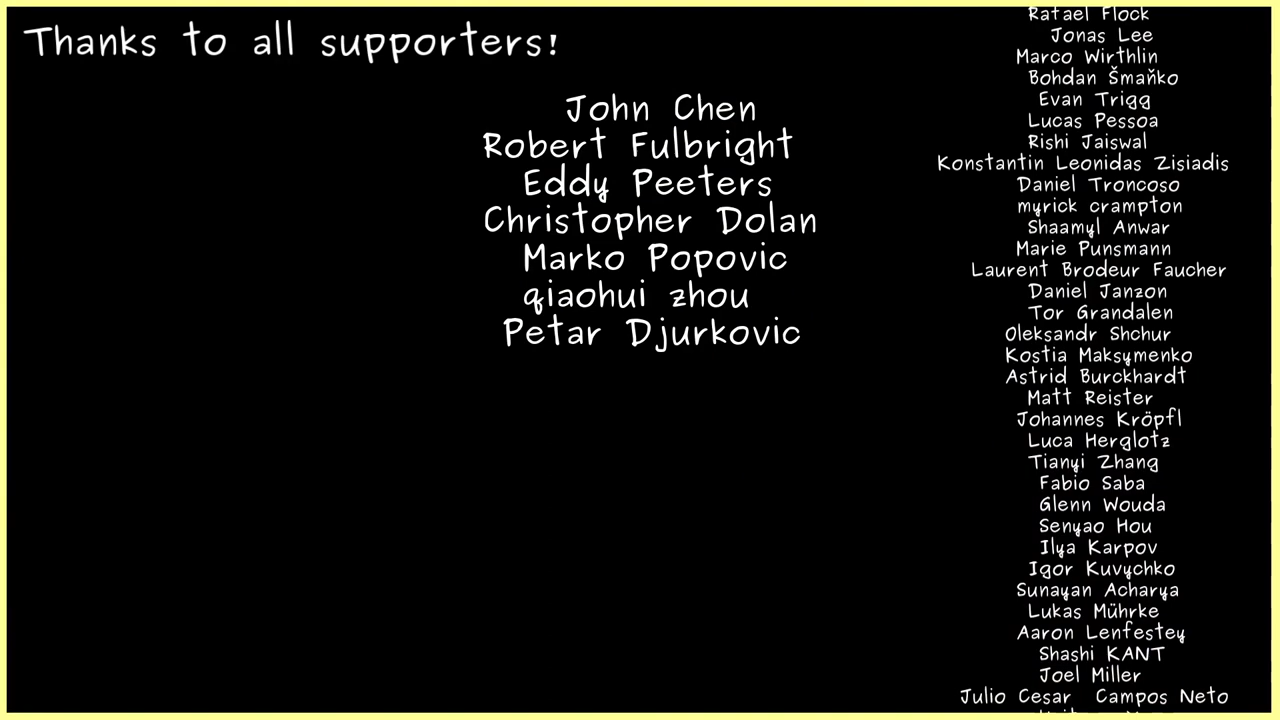 Thanks to all supporters!
John Chen
Robert Fulbright
Eddy Peeters
Christopher Dolan
Marko Popovic
qiaohui zhou
Petar Djurkovic
Rafael Flock
Jonas Lee
Marco Wirthlin
Bohdan Šmaňko
Evan Trigg
Lucas Pessoa
Rishi Jaiswal
Konstantin Leonidas Zisiadis
Daniel Troncoso
myrick crampton
Shaamyl Anwar
Marie Punsmann
Laurent Brodeur Faucher
Daniel Janzon
Tor Grandalen
Oleksandr Shchur
Kostia Maksymenko
Astrid Burckhardt
Matt Reister
Johannes Kröpfl
Luca Herglotz
Tianyi Zhang
Fabio Saba
Glenn Wouda
Senyao Hou
Ilya Karpov
Igor Kuvychko
Sunayan Acharya
Lukas Mührke
Aaron Lenfestey
Shashi KANT
Joel Miller
Julio Cesar  Campos Neto